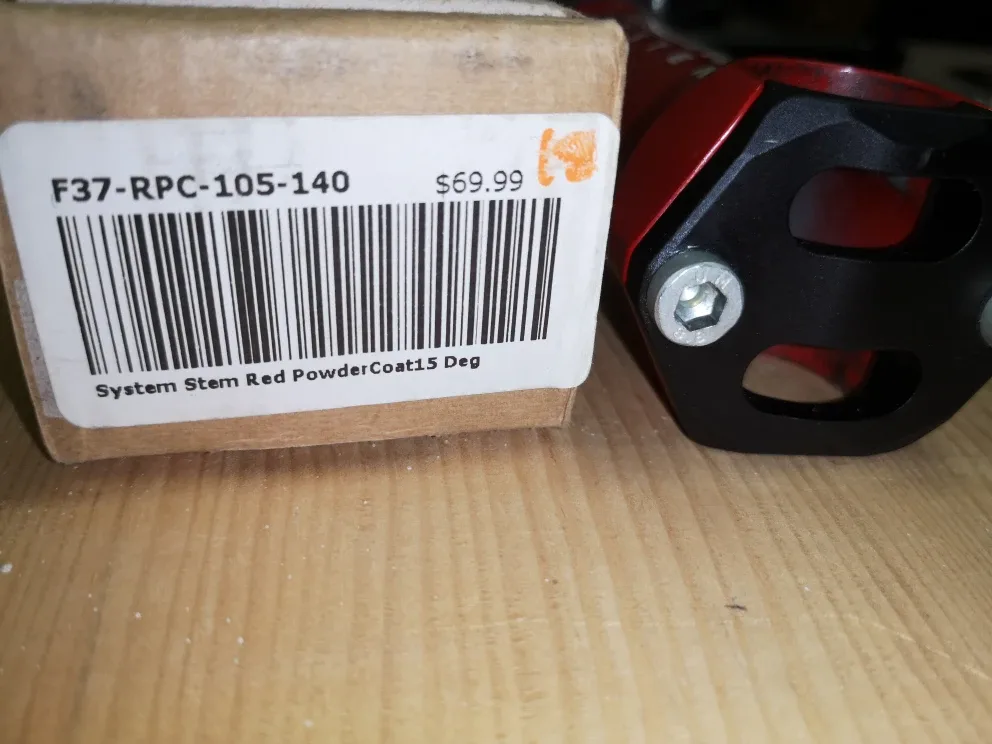 F37-RPC-105-140 $69.99
System Stem Red PowderCoat15 Deg